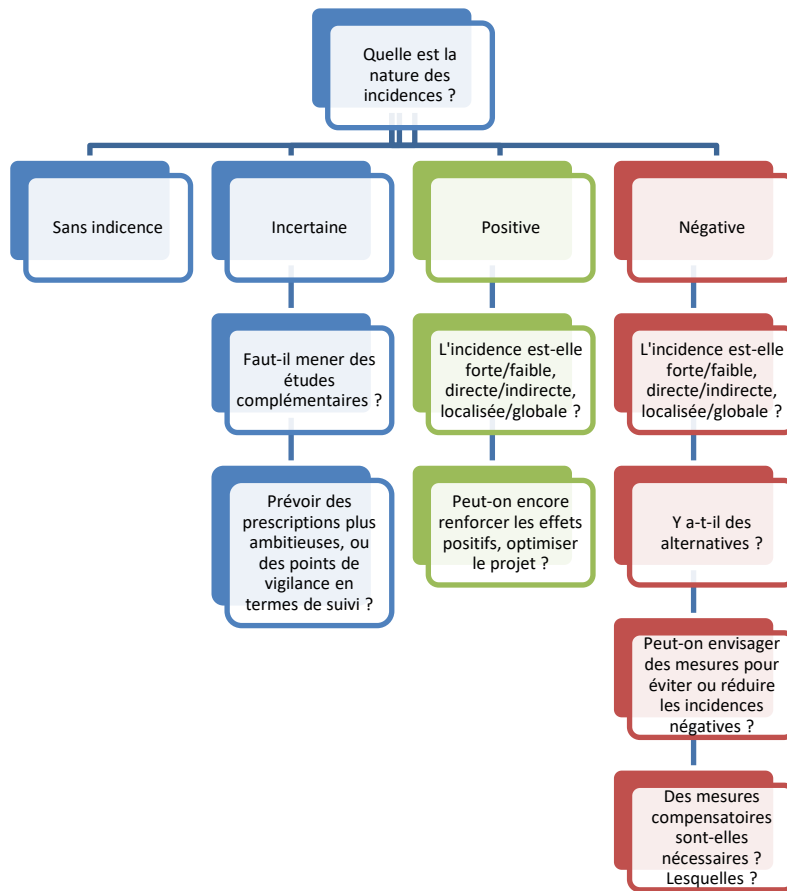 Quelle est la
nature des
incidences ?
Sans indicence
Incertaine
Positive
Négative
Faut-il mener des
études
complémentaires ?
L'incidence est-elle
forte/faible,
directe/indirecte,
localisée/globale ?
L'incidence est-elle
forte/faible,
directe/indirecte,
localisée/globale ?
Prévoir des
prescriptions plus
ambitieuses, ou
des points de
vigilance en
termes de suivi ?
Peut-on encore
renforcer les effets
positifs, optimiser
le projet ?
Y a-t-il des
alternatives ?
Peut-on envisager
des mesures pour
éviter ou réduire
les incidences
négatives ?
Des mesures
compensatoires
sont-elles
nécessaires ?
Lesquelles ?